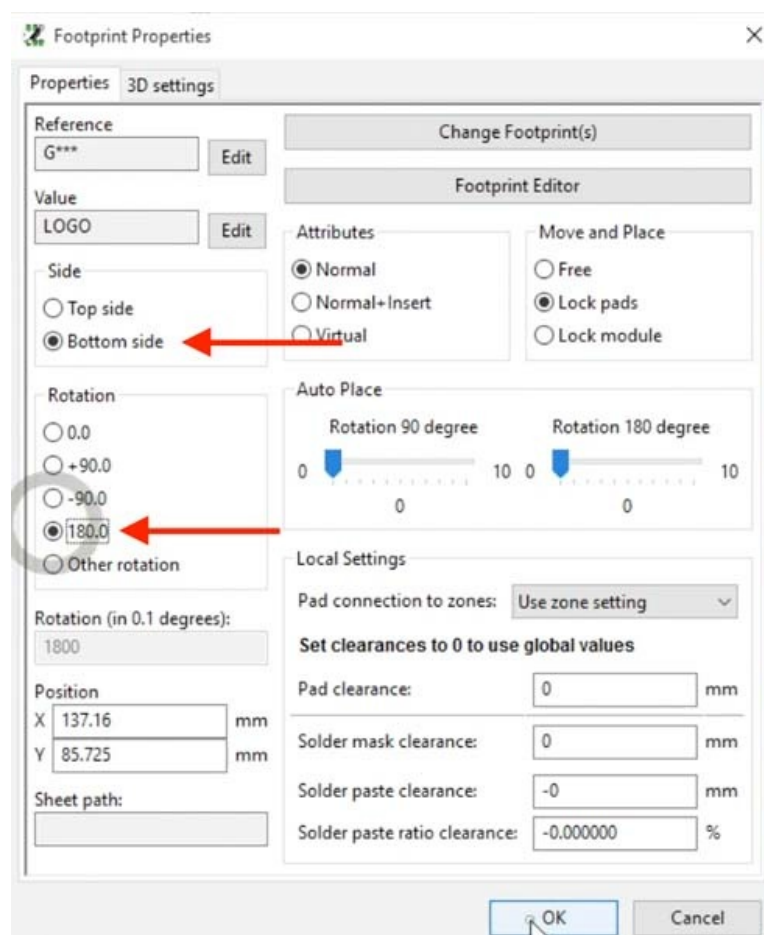 Footprint Properties
Properties
3D settings
Reference
G***
Edit
Value
LOGO
Edit
Side
Top side
Bottom side
Rotation
0.0
+90.0
-90.0
180.0
Other rotation
Rotation (in 0.1 degrees):
1800
Position
X 137.16 mm
Y 85.725 mm
Sheet path:
Change Footprint(s)
Footprint Editor
Attributes
Normal
Normal+Insert
Virtual
Move and Place
Free
Lock pads
Lock module
Auto Place
Rotation 90 degree
0 10
0
Rotation 180 degree
0 10
0
Local Settings
Pad connection to zones: Use zone setting
Set clearances to 0 to use global values
Pad clearance: 0 mm
Solder mask clearance: 0 mm
Solder paste clearance: -0 mm
Solder paste ratio clearance: -0.000000 %
OK
Cancel